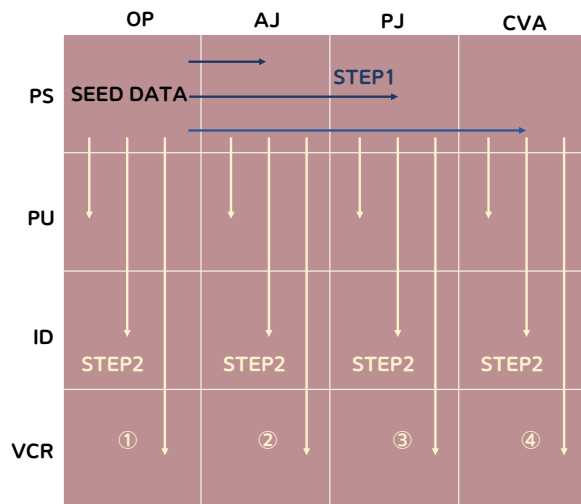 OP AJ PJ CVA
STEP1
PS SEED DATA
PU
ID
STEP2 STEP2 STEP2 STEP2
VCR ① ② ③ ④